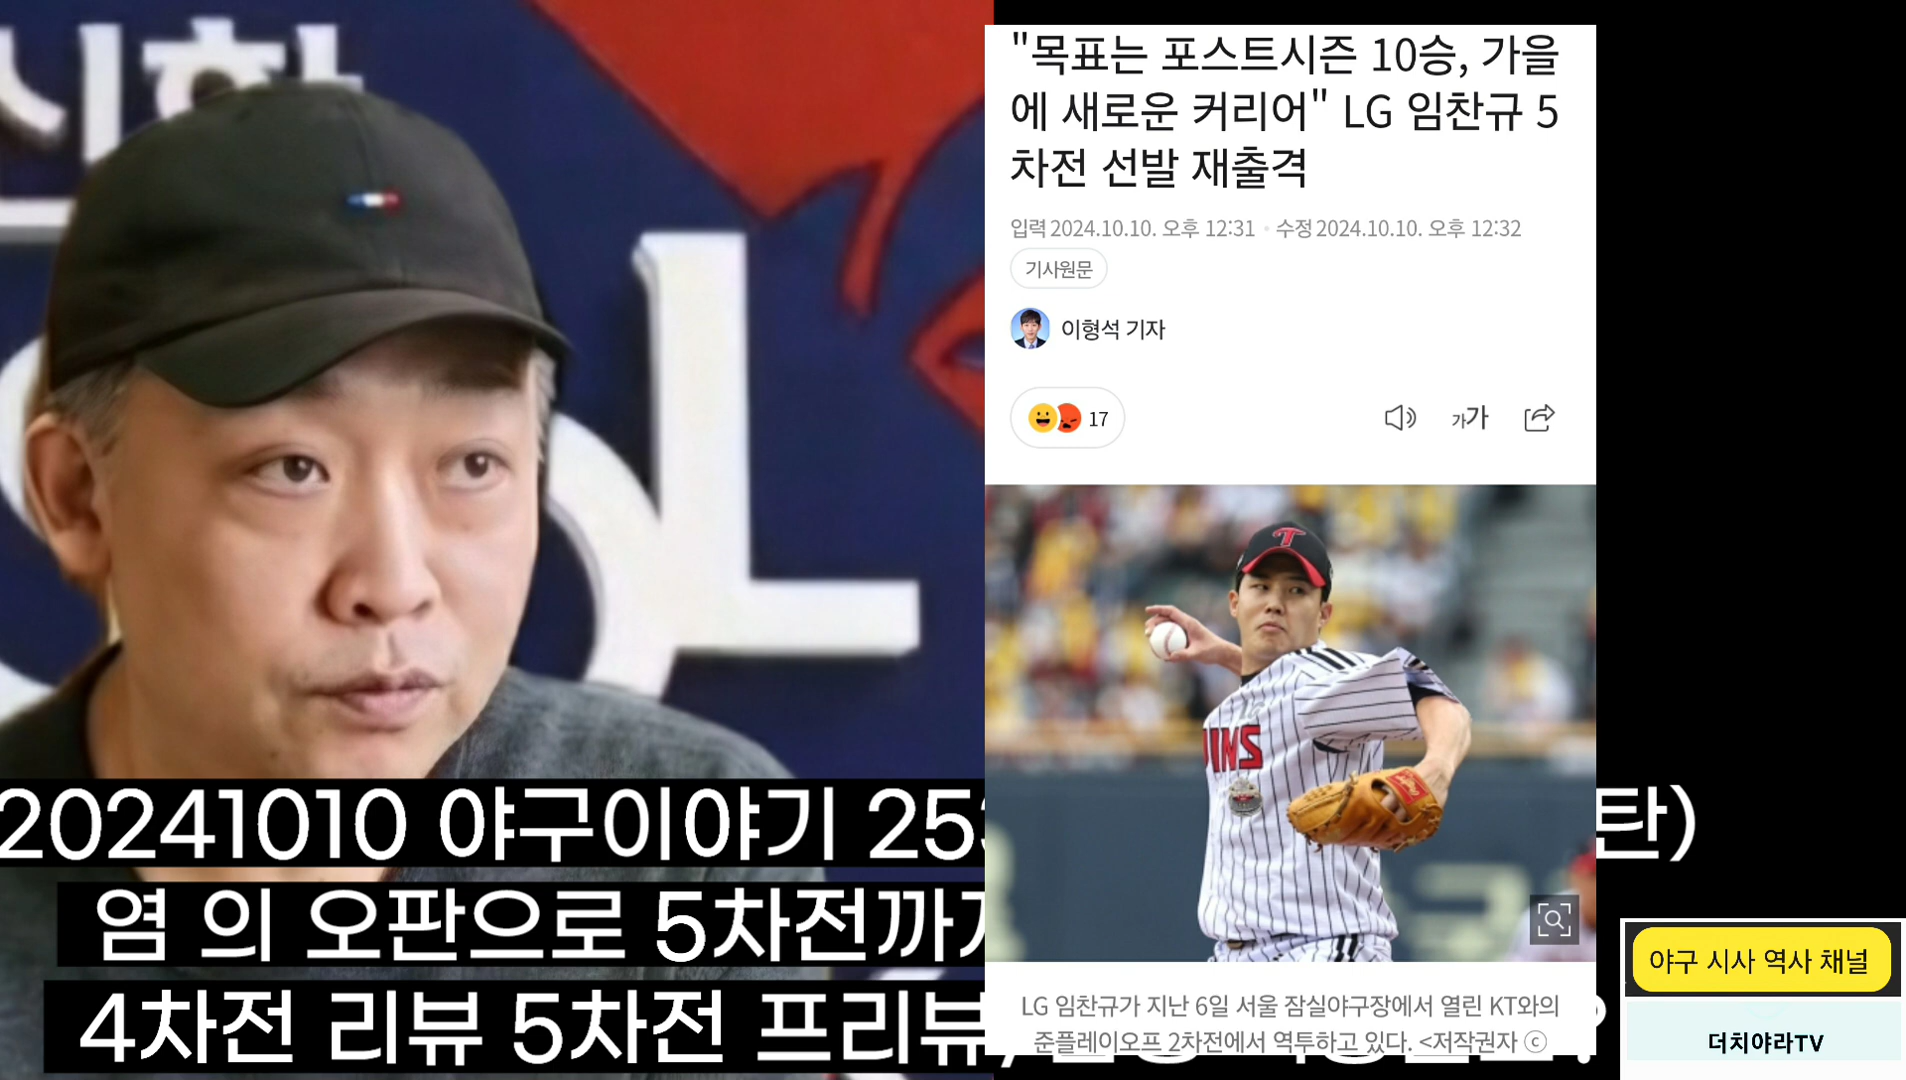 신한
"목표는 포스트시즌 10승, 가을
에 새로운 커리어" LG 임찬규 5
차전 선발 재출격
입력 2024.10.10. 오후 12:31 · 수정 2024.10.10. 오후 12:32
기사원문
이형석 기자
17
가가
T
WINS
LG 임찬규가 지난 6일 서울 잠실야구장에서 열린 KT와의
준플레이오프 2차전에서 역투하고 있다. <저작권자 ⓒ
20241010 야구이야기 25
탄)
염 의 오판으로 5차전까지
4차전 리뷰 5차전 프리뷰
야구 시사 역사 채널
더치야라TV